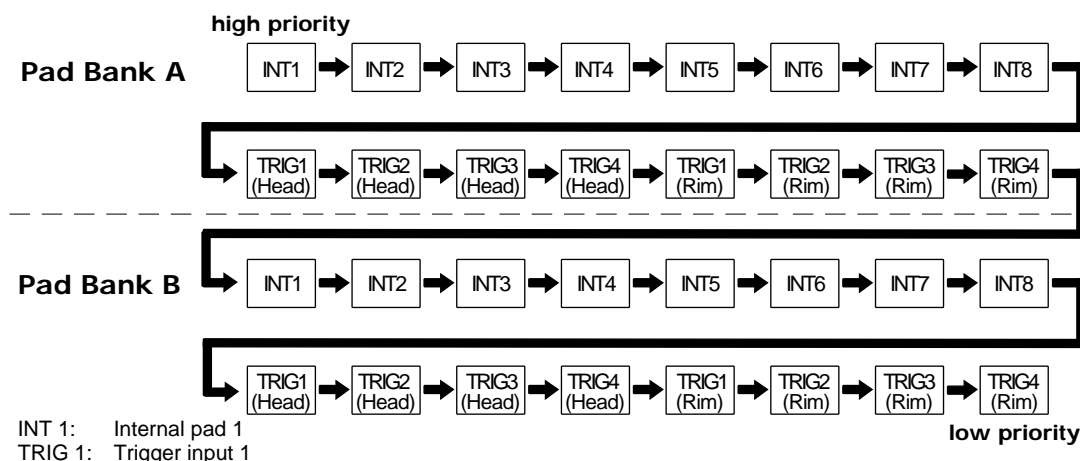 high priority
Pad Bank A
INT1 INT2 INT3 INT4 INT5 INT6 INT7 INT8
TRIG1 TRIG2 TRIG3 TRIG4 TRIG1 TRIG2 TRIG3 TRIG4
(Head) (Head) (Head) (Head) (Rim) (Rim) (Rim) (Rim)
Pad Bank B
INT1 INT2 INT3 INT4 INT5 INT6 INT7 INT8
TRIG1 TRIG2 TRIG3 TRIG4 TRIG1 TRIG2 TRIG3 TRIG4
(Head) (Head) (Head) (Head) (Rim) (Rim) (Rim) (Rim)
INT 1: Internal pad 1
low priority
TRIG 1: Trigger input 1